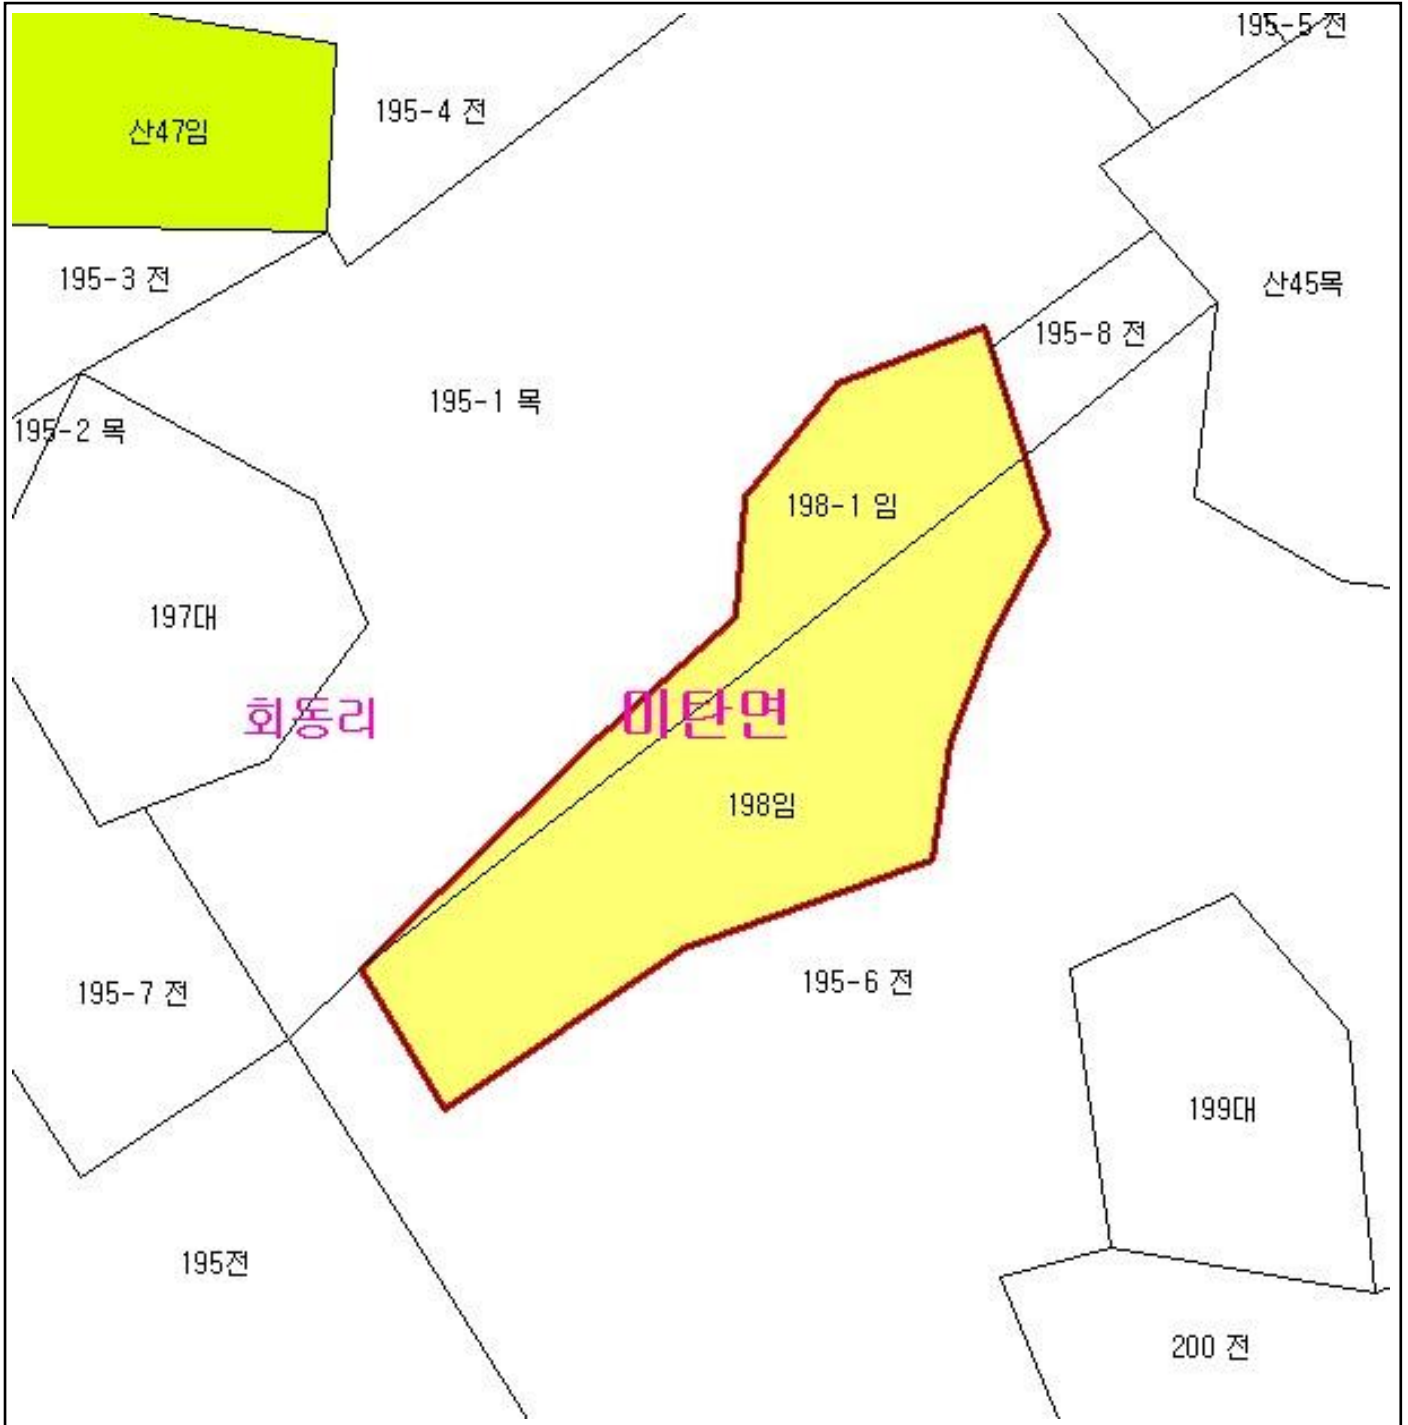 195-5 전
195-4 전
산47임
195-3 전
산45목
195-8 전
195-1 목
195-2 목
198-1 임
197대
회동리
미탄면
198임
195-6 전
195-7 전
199대
195전
200 전